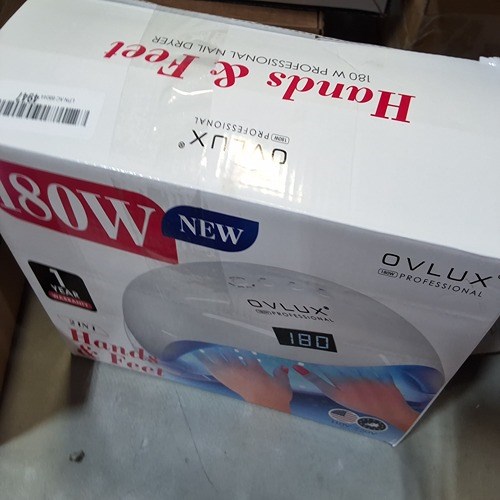 Hands & Feet
180 W PROFESSIONAL NAIL DRYER
OVLUX®
180W PROFESSIONAL
4947
180W
NEW
OVLUX®
180W PROFESSIONAL
1
YEAR
WARRANTY
2 IN 1
Hands
& Feet
OVLUX®
180W PROFESSIONAL
180